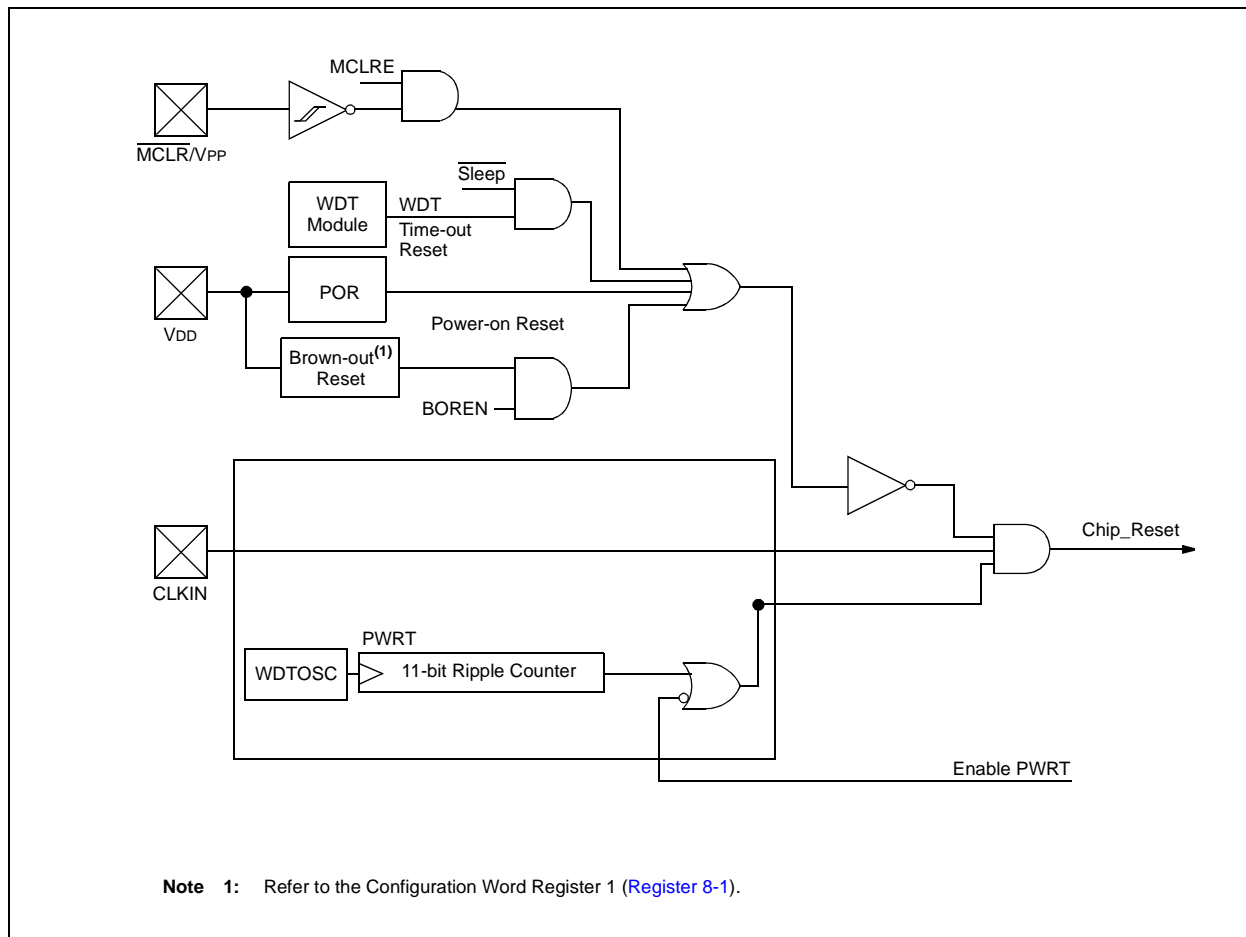 MCLRE
MCLR/VPP
Sleep
WDT
Module
WDT
Time-out
Reset
POR
VDD
Power-on Reset
Brown-out(1)
Reset
BOREN
Chip_Reset
CLKIN
PWRT
WDTOSC
11-bit Ripple Counter
Enable PWRT
Note 1: Refer to the Configuration Word Register 1 (Register 8-1).